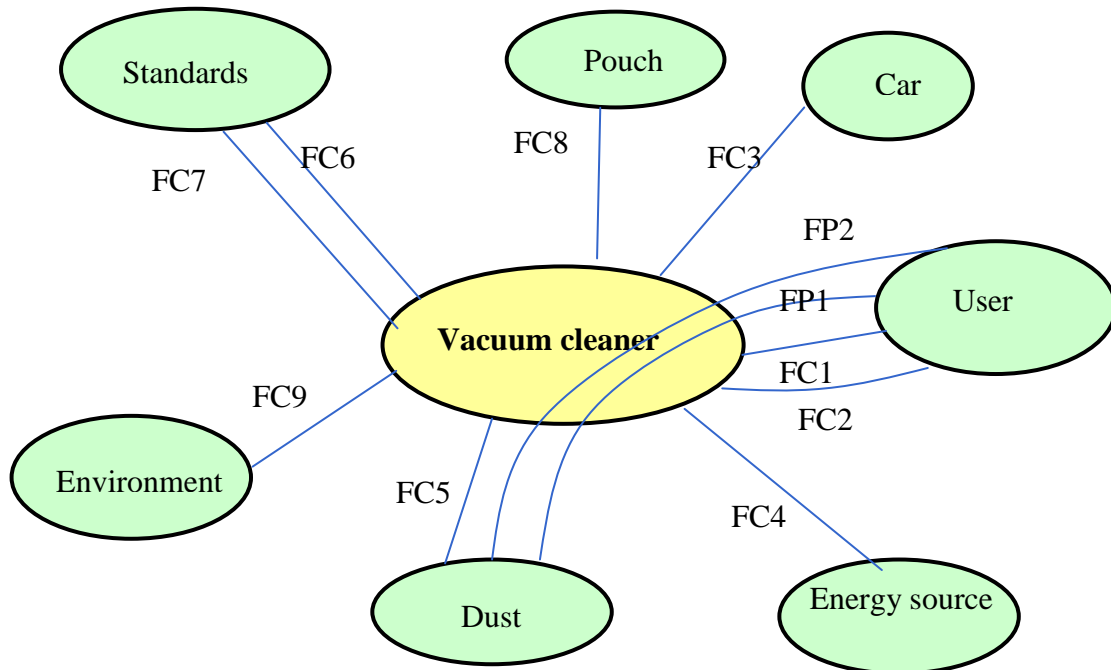 Pouch
Standards
Car
FC8
FC6
FC3
FC7
FP2
FP1
User
Vacuum cleaner
FC1
FC9
FC2
Environment
FC5
FC4
Energy source
Dust